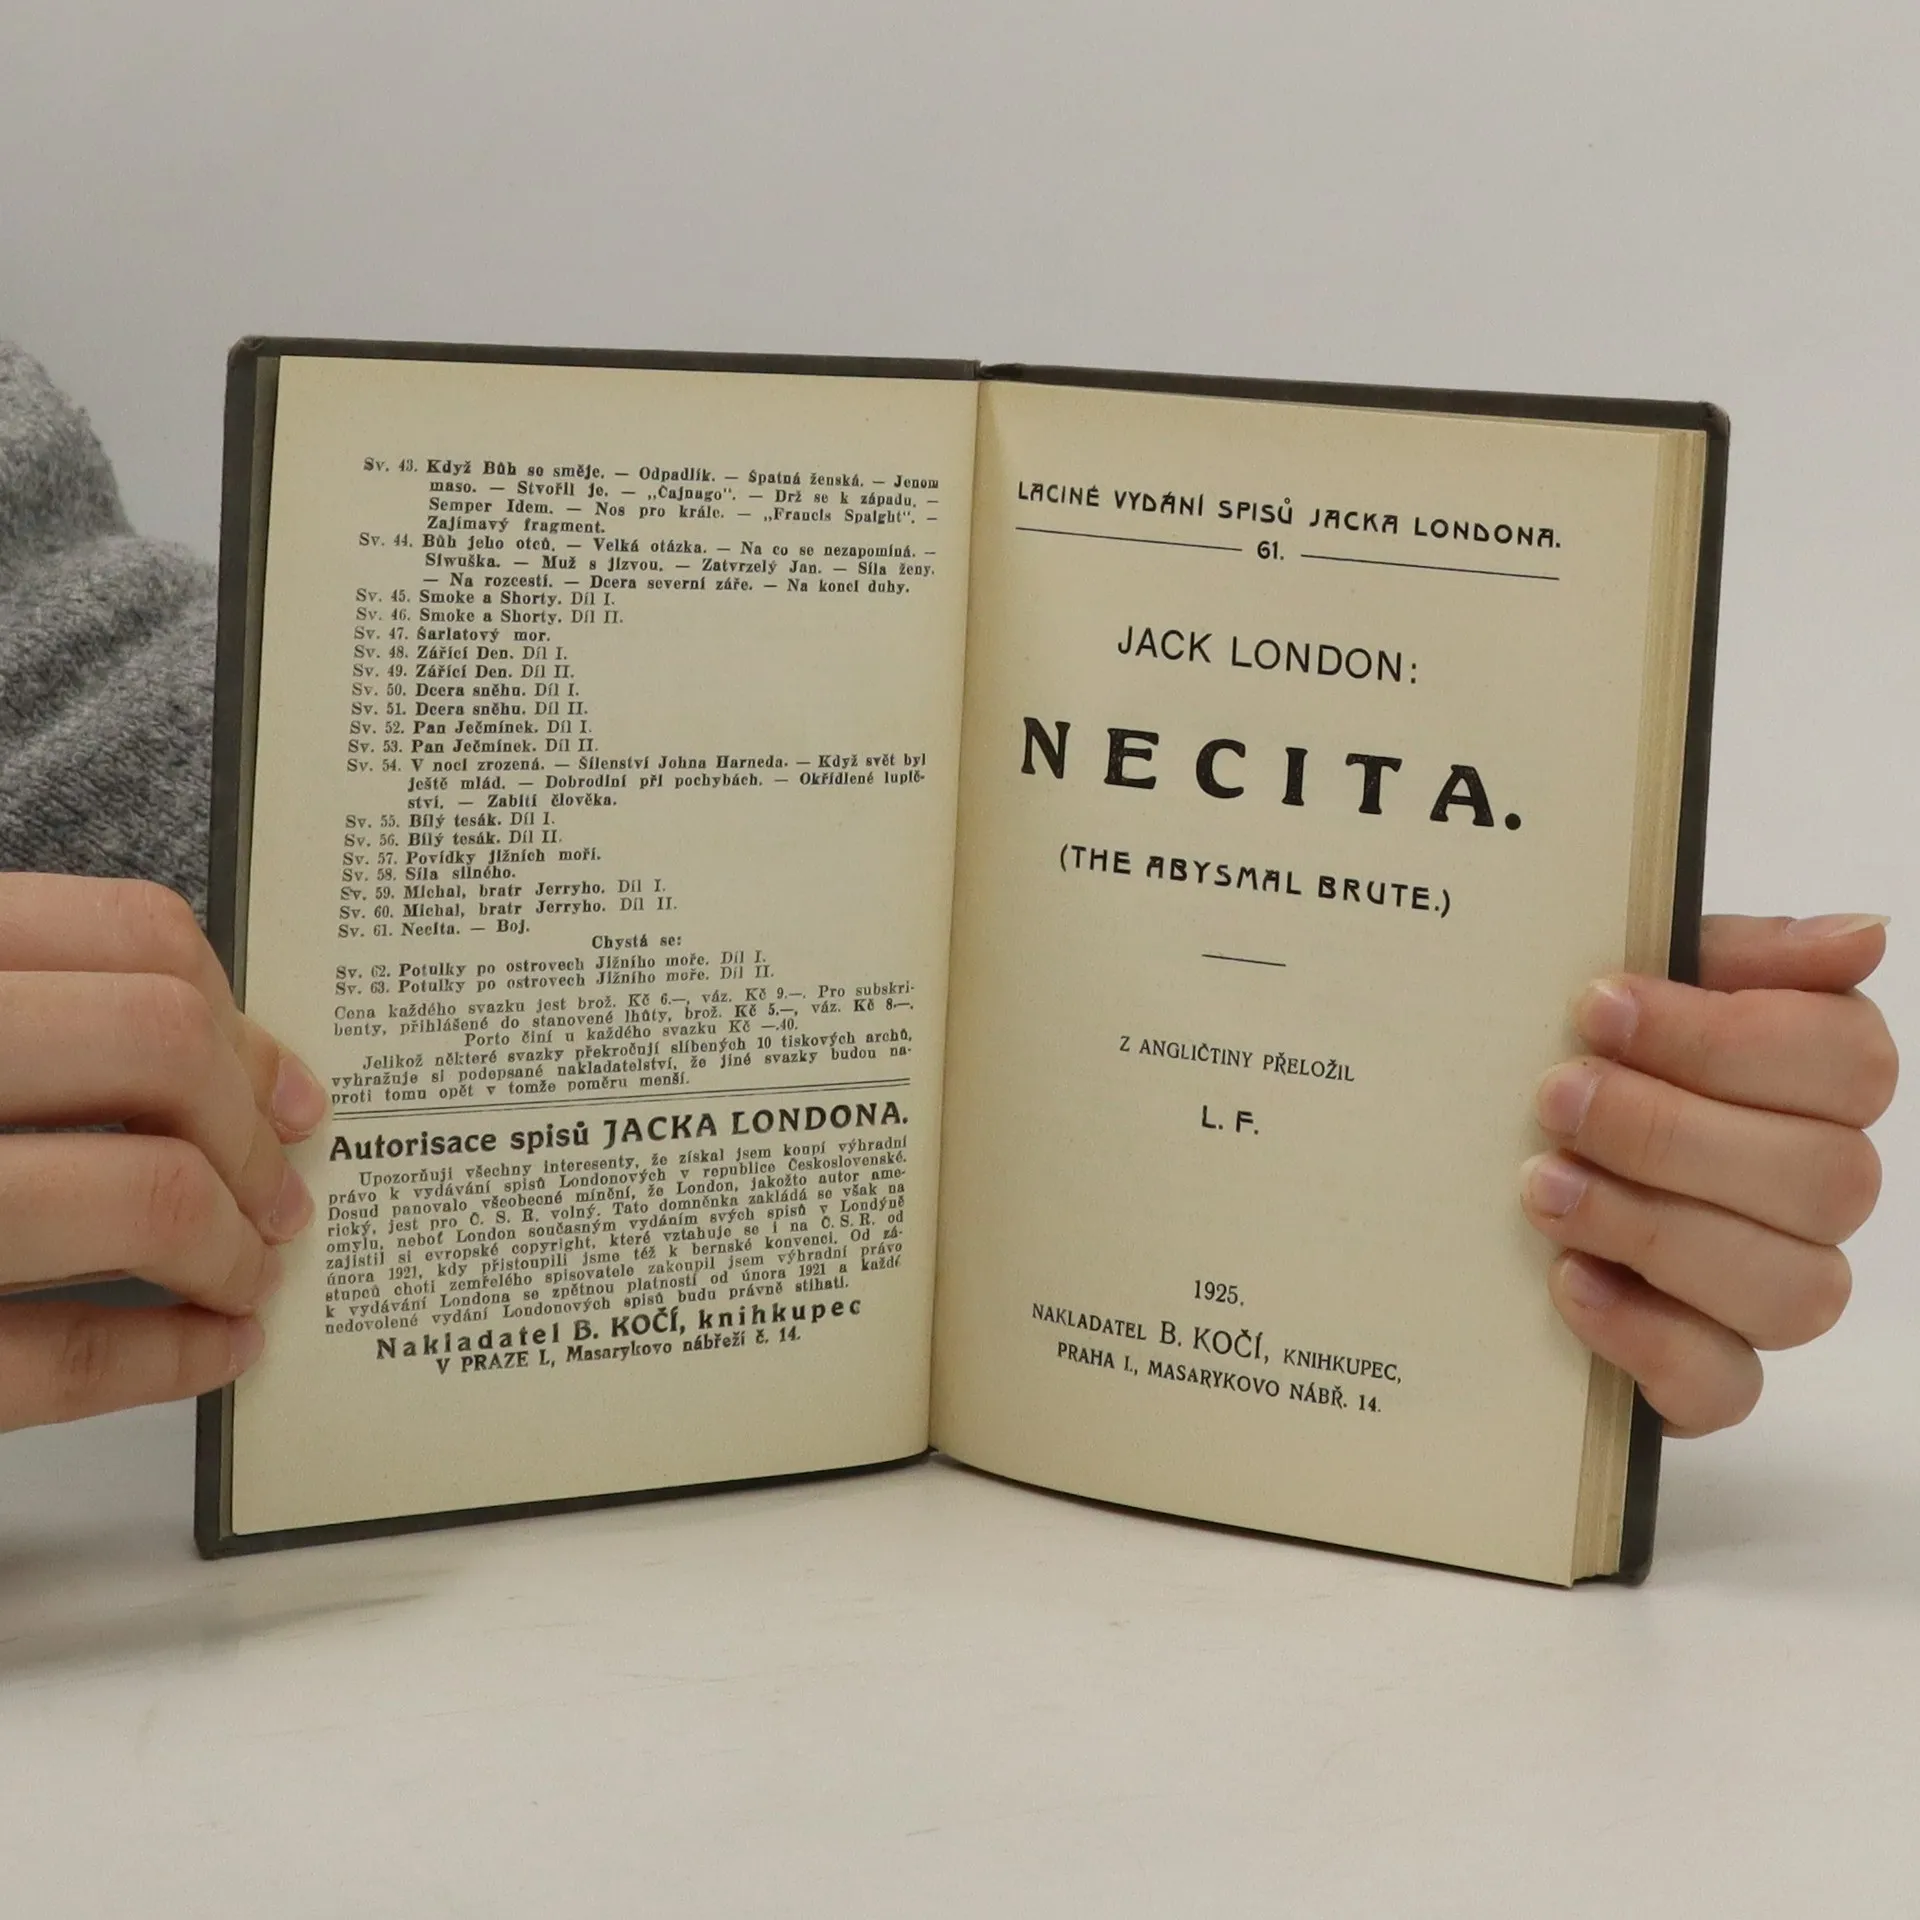 Sv. 43. Když Bůh se směje. — Odpadlík. — Špatná ženská. — Jenom
maso. — Stvořil je. — „Čajnago". — Drž se k západu. —
Semper Idem. — Nos pro krále. — „Francis Spaight". —
Zajímavý fragment.
Sv. 44. Bůh jeho otců. — Velká otázka. — Na co se nezapomíná. —
Siwuška. — Muž s jizvou. — Zatvrzelý Jan. — Síla ženy.
— Na rozcestí. — Dcera severní záře. — Na konci duhy.
Sv. 45. Smoke a Shorty. Díl I.
Sv. 46. Smoke a Shorty. Díl II.
Sv. 47. Šarlatový mor.
Sv. 48. Zářící Den. Díl I.
Sv. 49. Zářící Den. Díl II.
Sv. 50. Dcera sněhu. Díl I.
Sv. 51. Dcera sněhu. Díl II.
Sv. 52. Pan Ječmínek. Díl I.
Sv. 53. Pan Ječmínek. Díl II.
Sv. 54. V noci zrozená. — Šílenství Johna Harneda. — Když svět byl
ještě mlád. — Dobrodiní při pochybách. — Okřídlené lupič-
ství. — Zabití člověka.
Sv. 55. Bílý tesák. Díl I.
Sv. 56. Bílý tesák. Díl II.
Sv. 57. Povídky jižních moří.
Sv. 58. Síla silného.
Sv. 59. Michal, bratr Jerryho. Díl I.
Sv. 60. Michal, bratr Jerryho. Díl II.
Sv. 61. Necita. — Boj.
Chystá se:
Sv. 62. Potulky po ostrovech Jižního moře. Díl I.
Sv. 63. Potulky po ostrovech Jižního moře. Díl II.
Cena každého svazku jest brož. Kč 6.—, váz. Kč 9.—. Pro subskri-
benty, přihlášené do stanovené lhůty, brož. Kč 5.—, váz. Kč 8—.
Porto činí u každého svazku Kč —.40.
Jelikož některé svazky překročují slíbených 10 tiskových archů,
vyhražuje si podepsané nakladatelství, že jiné svazky budou na-
proti tomu opět v tomže poměru menší.
Autorisace spisů JACKA LONDONA.
Upozorňuji všechny interesenty, že získal jsem koupí výhradní
právo k vydávání spisů Londonových v republice Československé.
Dosud panovalo všeobecné mínění, že London, jakožto autor ame-
rický, jest pro Č. S. R. volný. Tato domněnka zakládá se však na
omylu, neboť London současným vydáním svých spisů v Londýně
zajistil si evropské copyright, které vztahuje se i na Č. S. R. od
února 1921, kdy přistoupili jsme též k bernské konvenci. Od zá-
stupců choti zemřelého spisovatele zakoupil jsem výhradní právo
k vydávání Londona se zpětnou platností od února 1921 a každé
nedovolené vydání Londonových spisů budu právně stíhati.
Nakladatel B. KOČÍ, knihkupec
V PRAZE I., Masarykovo nábřeží č. 14.
LACINÉ VYDÁNÍ SPISŮ JACKA LONDONA.
61.
JACK LONDON:
NECITA.
(THE ABYSMAL BRUTE.)
Z ANGLIČTINY PŘELOŽIL
L. F.
1925.
NAKLADATEL B. KOČÍ, KNIHKUPEC,
PRAHA I., MASARYKOVO NÁBŘ. 14.